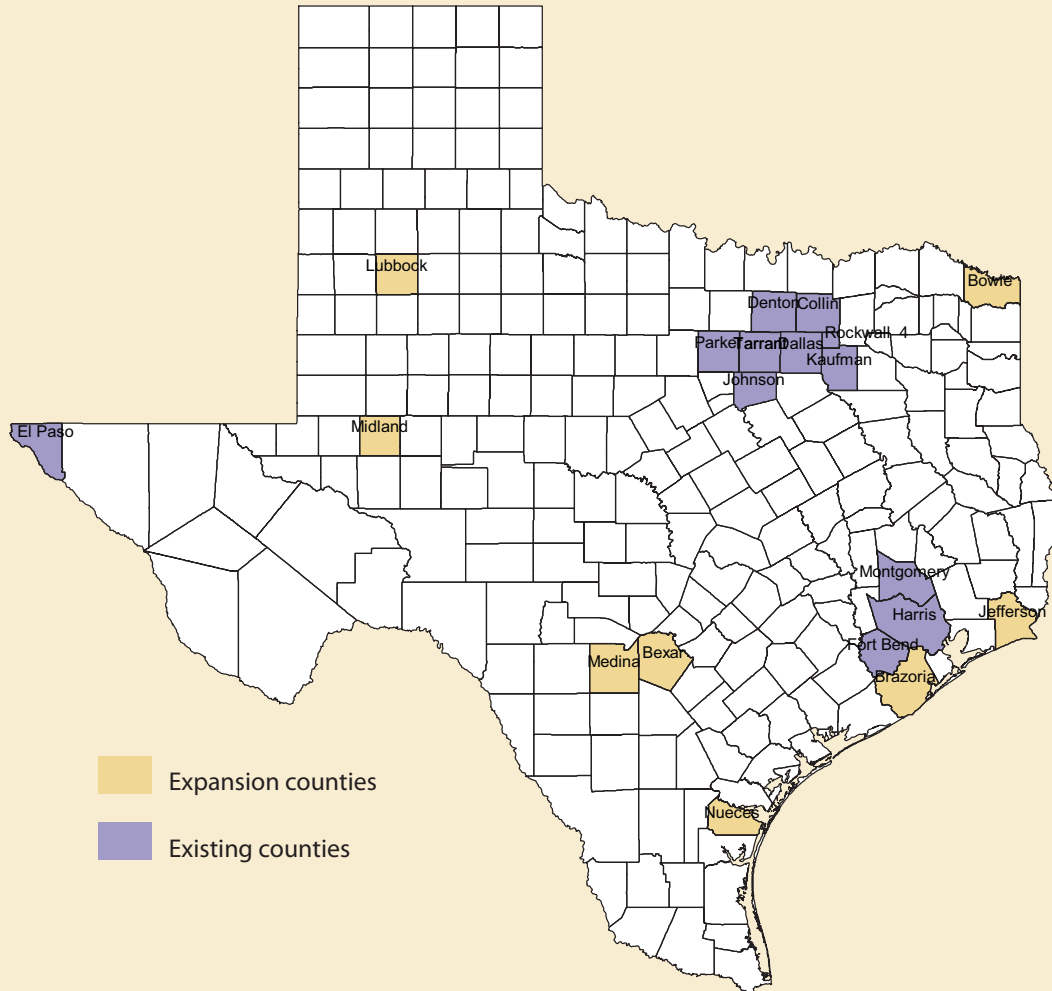 Lubbock
Bowie
Denton
Collin
Rockwall 4
Parker
Tarrant
Dallas
Kaufman
Johnson
El Paso
Midland
Montgomery
Harris
Jefferson
Fort Bend
Medina
Bexar
Brazoria
Nueces
Expansion counties
Existing counties